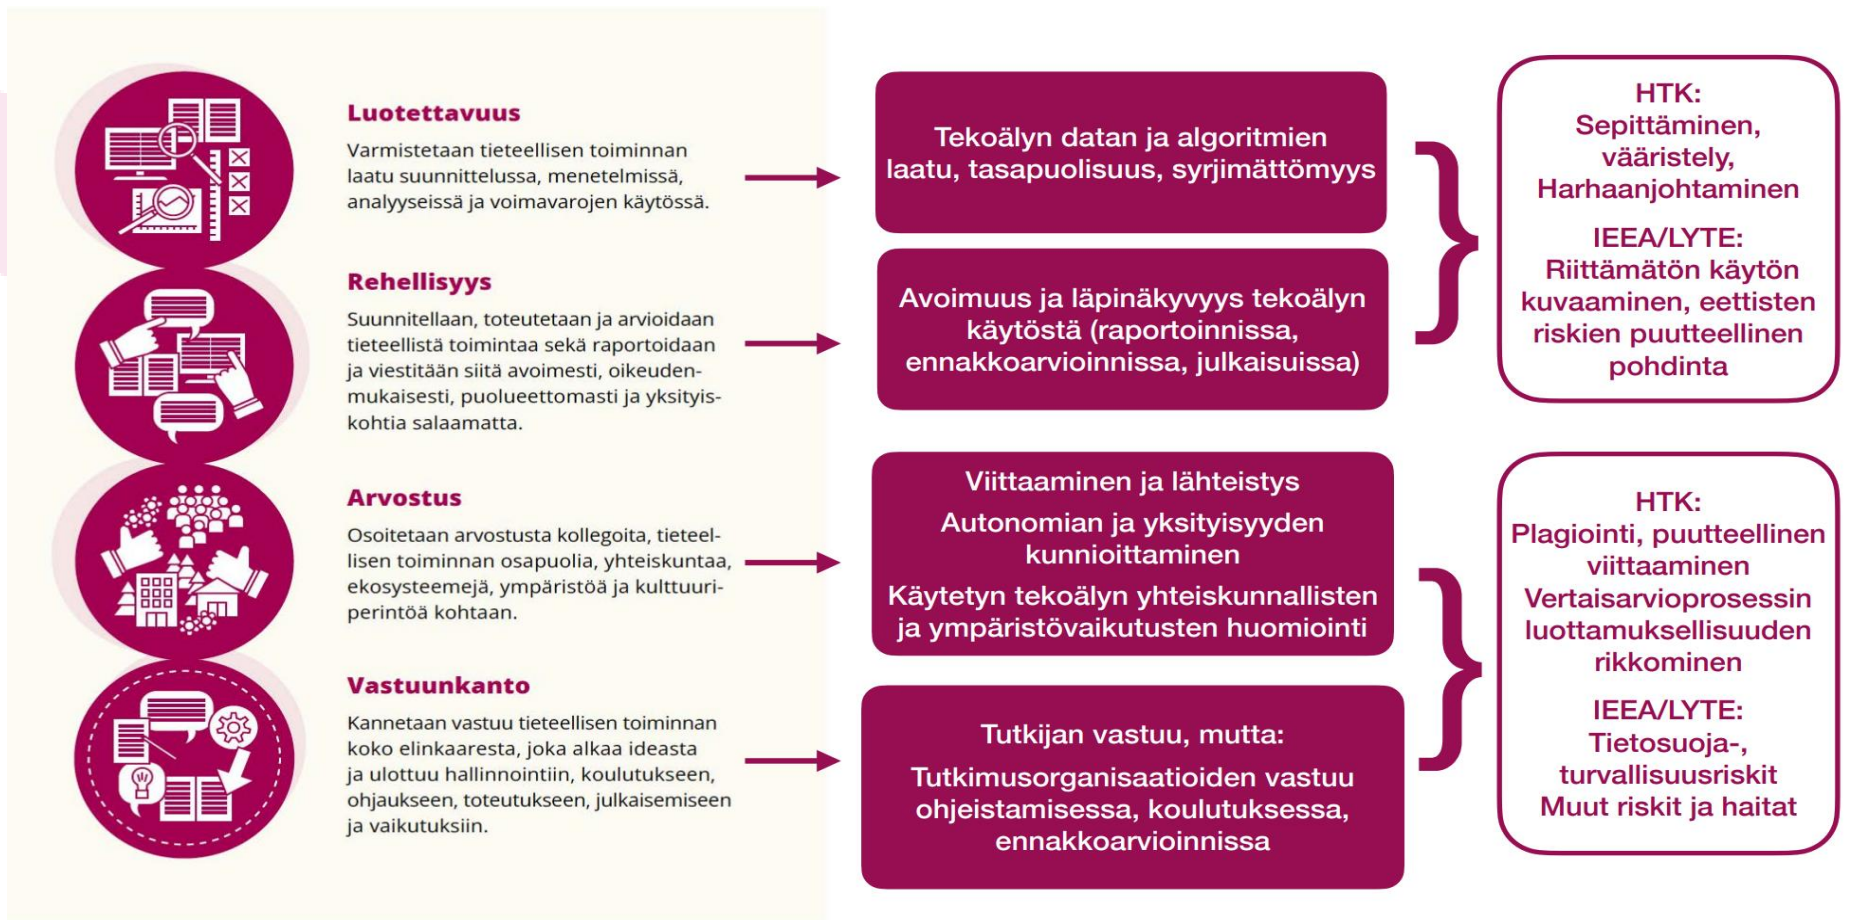 Luotettavuus
Varmistetaan tieteellisen toiminnan
laatu suunnittelussa, menetelmissä,
analyyseissä ja voimavarojen käytössä.
Tekoälyn datan ja algoritmien
laatu, tasapuolisuus, syrjimättömyys
Rehellisyys
Suunnitellaan, toteutetaan ja arvioidaan
tieteellistä toimintaa sekä raportoidaan
ja viestitään siitä avoimesti, oikeuden-
mukaisesti, puolueettomasti ja yksityis-
kohtia salaamatta.
Avoimuus ja läpinäkyvyys tekoälyn
käytöstä (raportoinnissa,
ennakkoarvioinnissa, julkaisuissa)
HTK:
Sepittäminen,
vääristely,
Harhaanjohtaminen
IEEA/LYTE:
Riittämätön käytön
kuvaaminen, eettisten
riskien puutteellinen
pohdinta
Arvostus
Osoitetaan arvostusta kollegoita, tieteel-
lisen toiminnan osapuolia, yhteiskuntaa,
ekosysteemejä, ympäristöä ja kulttuuri-
perintöä kohtaan.
Viittaaminen ja lähteistys
Autonomian ja yksityisyyden
kunnioittaminen
Käytetyn tekoälyn yhteiskunnallisten
ja ympäristövaikutusten huomiointi
Vastuunkanto
Kannetaan vastuu tieteellisen toiminnan
koko elinkaaresta, joka alkaa ideasta
ja ulottuu hallinnointiin, koulutukseen,
ohjaukseen, toteutukseen, julkaisemiseen
ja vaikutuksiin.
Tutkijan vastuu, mutta:
Tutkimusorganisaatioiden vastuu
ohjeistamisessa, koulutuksessa,
ennakkoarvioinnissa
HTK:
Plagiointi, puutteellinen
viittaaminen
Vertaisarvioprosessin
luottamuksellisuuden
rikkominen
IEEA/LYTE:
Tietosuoja-,
turvallisuusriskit
Muut riskit ja haitat